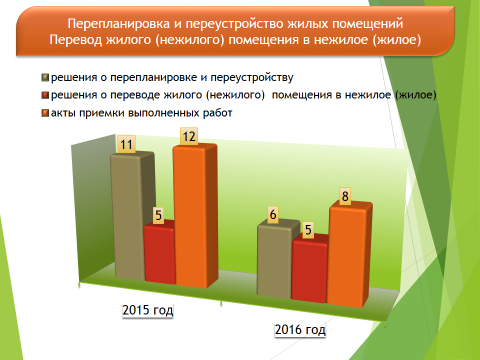 Перепланировка и переустройство жилых помещений
Перевод жилого (нежилого) помещения в нежилое (жилое)
решения о перепланировке и переустройству
решения о переводе жилого (нежилого) помещения в нежилое (жилое)
акты приемки выполненных работ
11
5
12
6
5
8
2015 год
2016 год